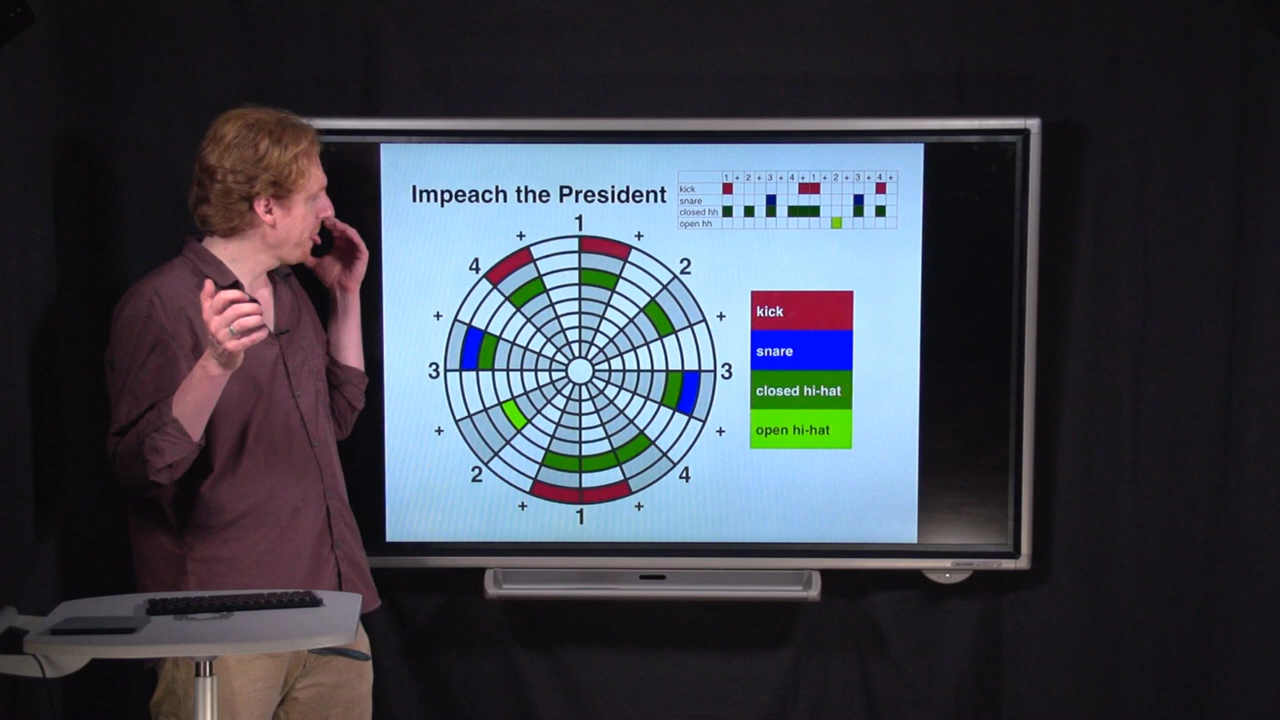 Impeach the President
1 + 2 + 3 + 4 + 1 + 2 + 3 + 4 +
kick
snare
closed hh
open hh
1
+ +
4 2
+ +
3 3
+ +
2 4
+ +
1
kick
snare
closed hi-hat
open hi-hat